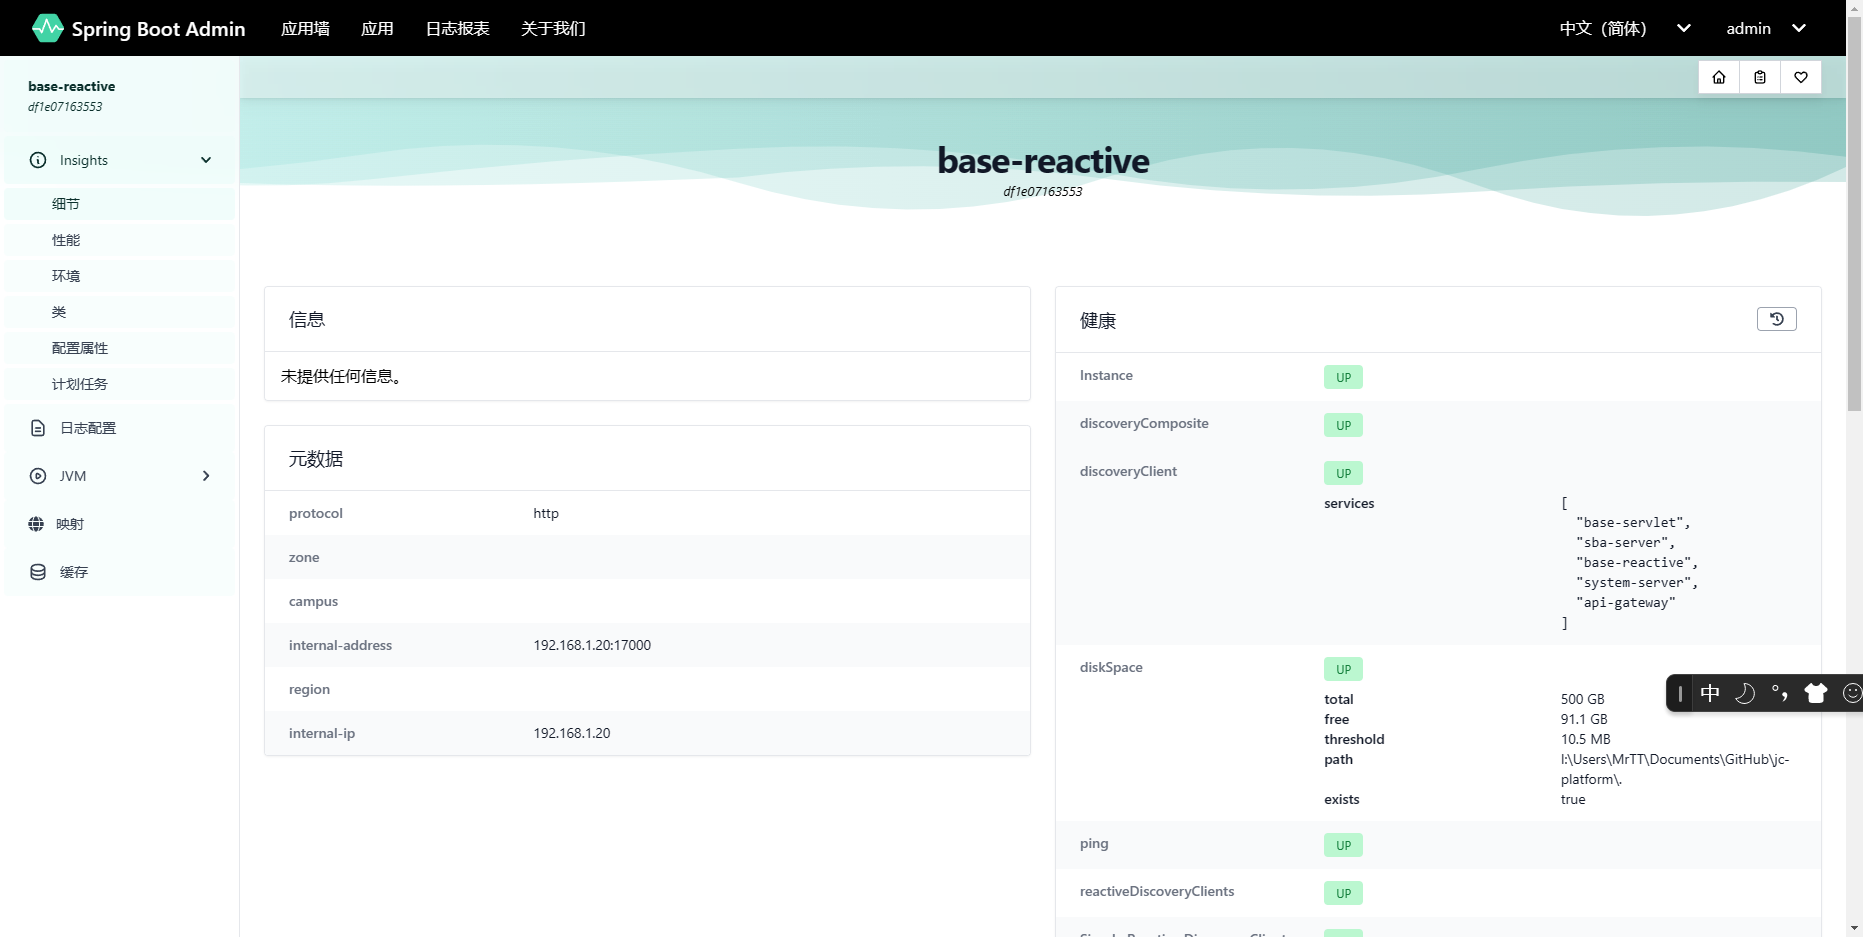 Spring Boot Admin
应用墙
应用
日志报表
关于我们
中文（简体）
admin
base-reactive
df1e07163553
Insights
细节
性能
环境
类
配置属性
计划任务
日志配置
JVM
映射
缓存
base-reactive
df1e07163553
信息
未提供任何信息。
元数据
protocol http
zone
campus
internal-address 192.168.1.20:17000
region
internal-ip 192.168.1.20
健康
Instance UP
discoveryComposite UP
discoveryClient UP
services [
"base-servlet",
"sba-server",
"base-reactive",
"system-server",
"api-gateway"
]
diskSpace UP
total 500 GB
free 91.1 GB
threshold 10.5 MB
path I:\Users\MrTT\Documents\GitHub\jc-
platform\.
exists true
ping UP
reactiveDiscoveryClients UP
中 °,